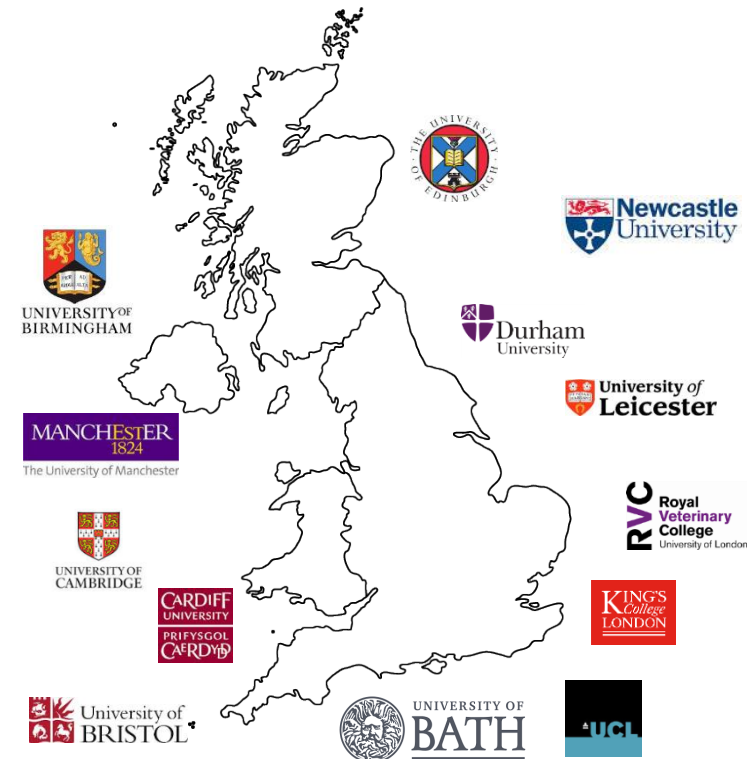 · THE UNIVERSITY ·
OF EDINBURGH
Newcastle
University
UNIVERSITY OF
BIRMINGHAM
Durham
University
University of
Leicester
MANCHESTER
1824
The University of Manchester
RVC
Royal
Veterinary
College
University of London
UNIVERSITY OF
CAMBRIDGE
CARDIFF
UNIVERSITY
PRIFYSGOL
CAERDYDD
KING'S
College
LONDON
University of
BRISTOL
UNIVERSITY OF
BATH
UCL